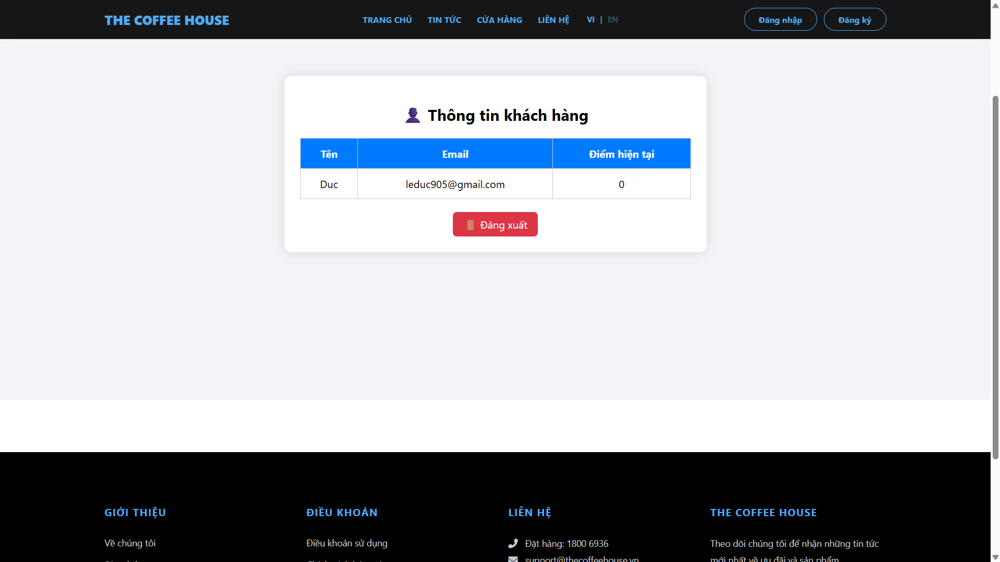 THE COFFEE HOUSE
TRANG CHỦ TIN TỨC CỬA HÀNG LIÊN HỆ VI | EN
Đăng nhập Đăng ký
Thông tin khách hàng
Tên Email Điểm hiện tại
Duc leduc905@gmail.com 0
Đăng xuất
GIỚI THIỆU
Về chúng tôi
ĐIỀU KHOẢN
Điều khoản sử dụng
LIÊN HỆ
Đặt hàng: 1800 6936
support@thecoffeehouse.vn
THE COFFEE HOUSE
Theo dõi chúng tôi để nhận những tin tức
mới nhất về ưu đãi và sản phẩm